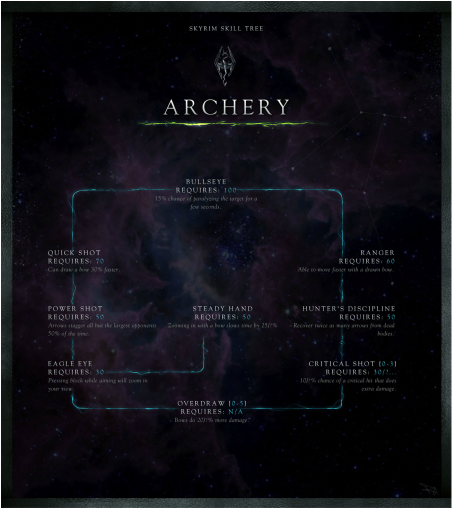 SKYRIM SKILL TREE
ARCHERY
BULLSEYE
REQUIRES: 100
15% chance of paralyzing the target for a
few seconds.
QUICK SHOT
REQUIRES: 70
Can draw a bow 30% faster.
RANGER
REQUIRES: 60
Able to move faster with a drawn bow.
POWER SHOT
REQUIRES: 50
Arrows stagger all but the largest opponents
50% of the time.
STEADY HAND
REQUIRES: 50
Zooming in with a bow slows time by 25//%
HUNTER'S DISCIPLINE
REQUIRES: 50
Recover twice as many arrows from dead
bodies.
EAGLE EYE
REQUIRES: 30
Pressing block while aiming will zoom in
your view.
CRITICAL SHOT [0-3]
REQUIRES: 30//...
10//% chance of a critical hit that does
extra damage.
OVERDRAW [0-5]
REQUIRES: N/A
Bows do 20//% more damage!